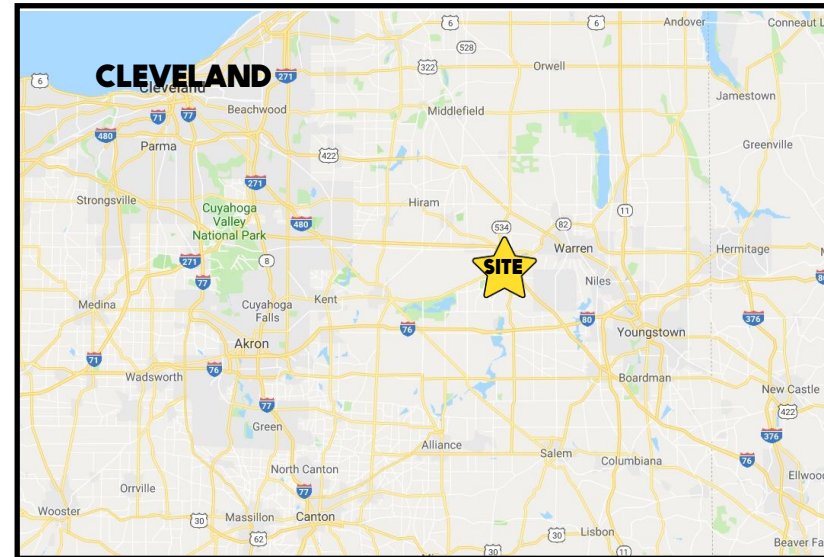 6
6
Andover
Conneaut L
528
322
Orwell
CLEVELAND
Cleveland
271
6
Jamestown
Beachwood
Middlefield
71
77
480
Parma
422
Greenville
271
Strongsville
Cuyahoga
Valley
National Park
Hiram
11
480
534
82
Warren
Hermitage
271
8
SITE
77
Niles
80
Medina
Cuyahoga
Falls
Kent
76
80
376
Youngstown
Akron
71
76
Wadsworth
Boardman
77
New Castle
422
Green
376
Alliance
Salem
Columbiana
76
North Canton
Ellwoo
Orrville
77
Wooster
30
Massillon
Canton
62
30
Lisbon
30
11
Beaver Fa